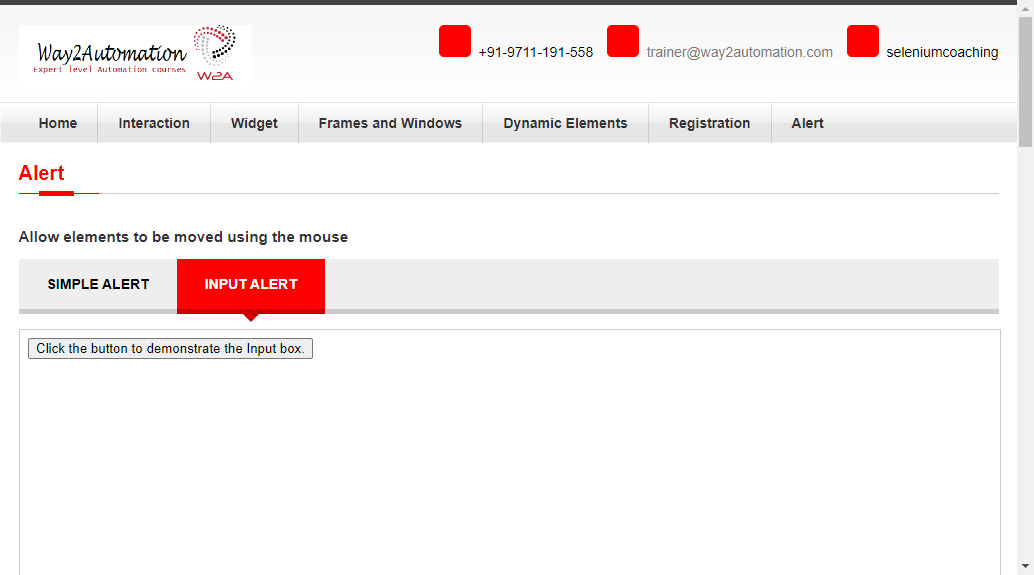 Way2Automation
Expert level Automation courses
W2A
+91-9711-191-558
trainer@way2automation.com
seleniumcoaching
Home
Interaction
Widget
Frames and Windows
Dynamic Elements
Registration
Alert
Alert
Allow elements to be moved using the mouse
SIMPLE ALERT
INPUT ALERT
Click the button to demonstrate the Input box.